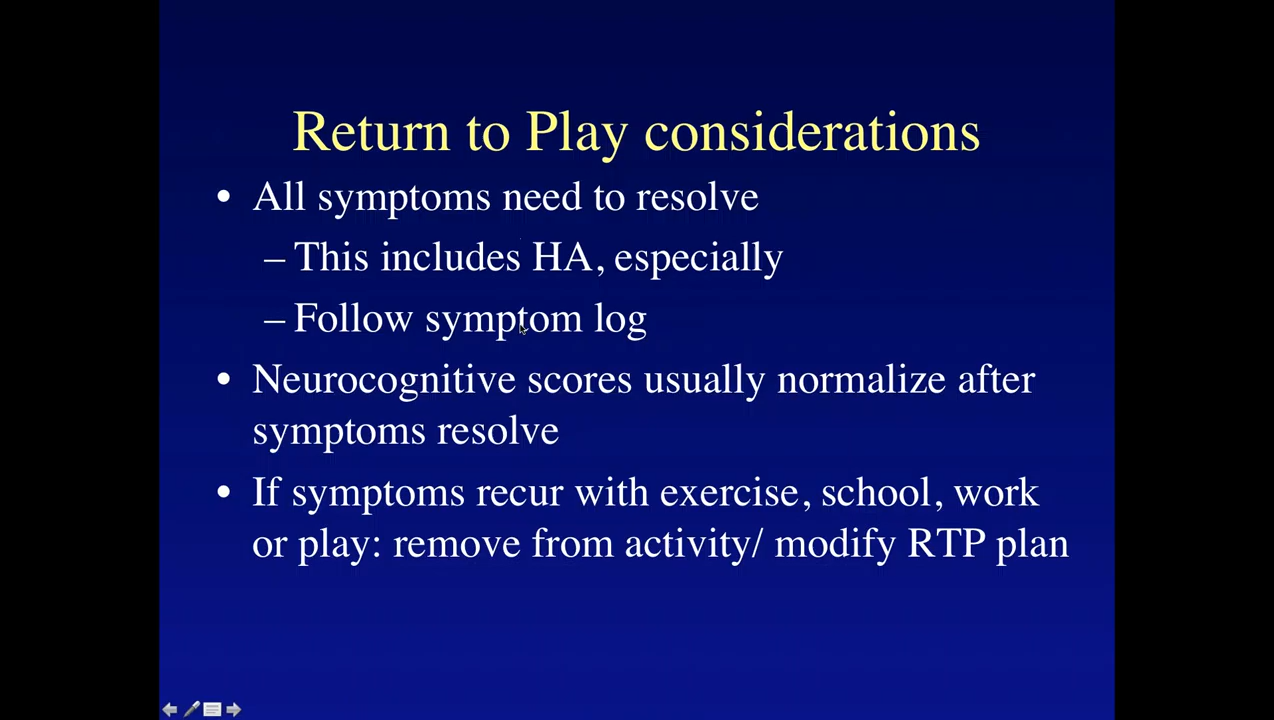 Return to Play considerations
• All symptoms need to resolve
– This includes HA, especially
– Follow symptom log
• Neurocognitive scores usually normalize after
symptoms resolve
• If symptoms recur with exercise, school, work
or play: remove from activity/ modify RTP plan